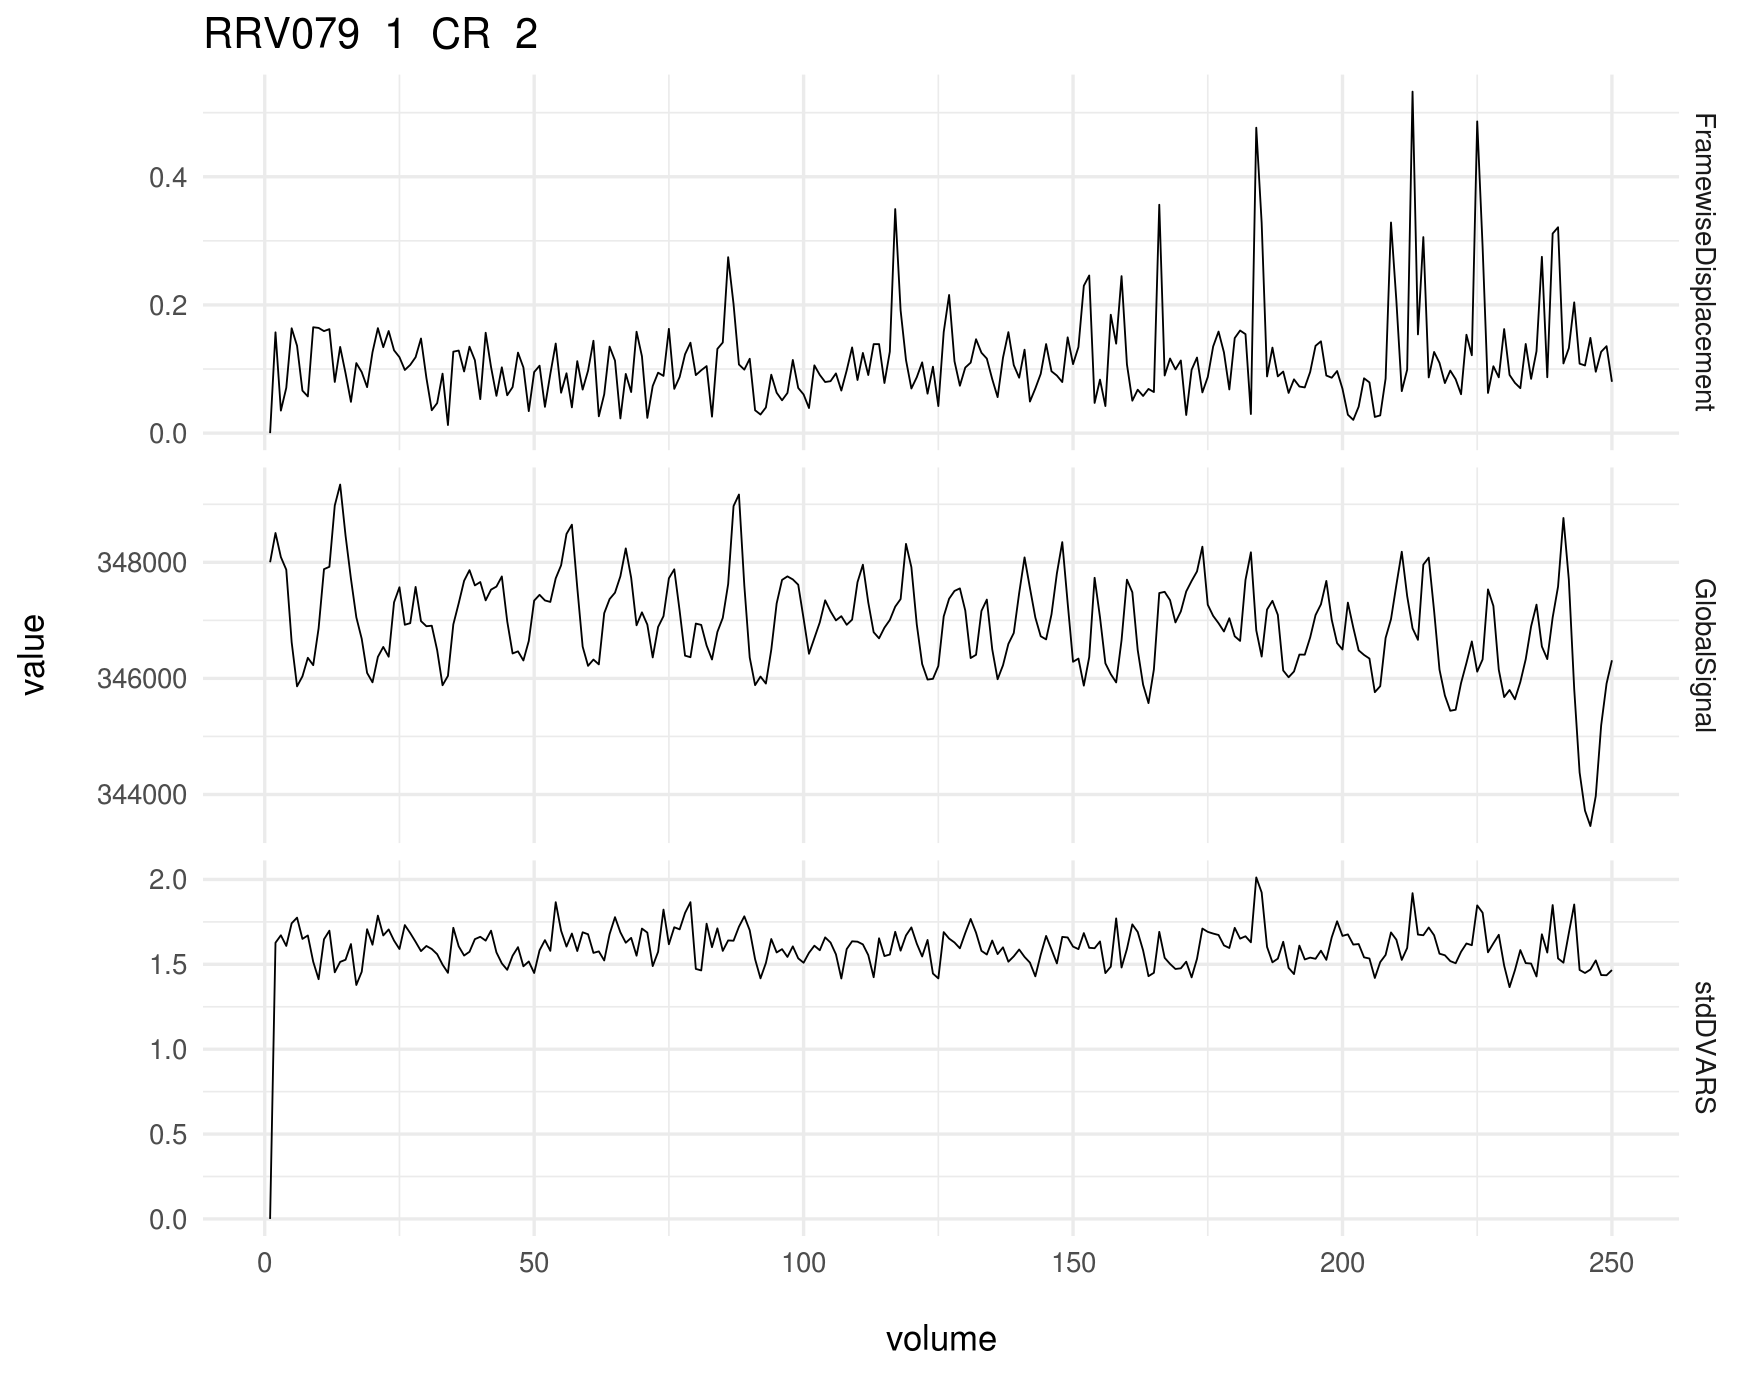 RRV079 1 CR 2
0.4
0.2
0.0
FramewiseDisplacement
348000
346000
344000
GlobalSignal
2.0
1.5
1.0
0.5
0.0
stdDVARS
value
0 50 100 150 200 250
volume